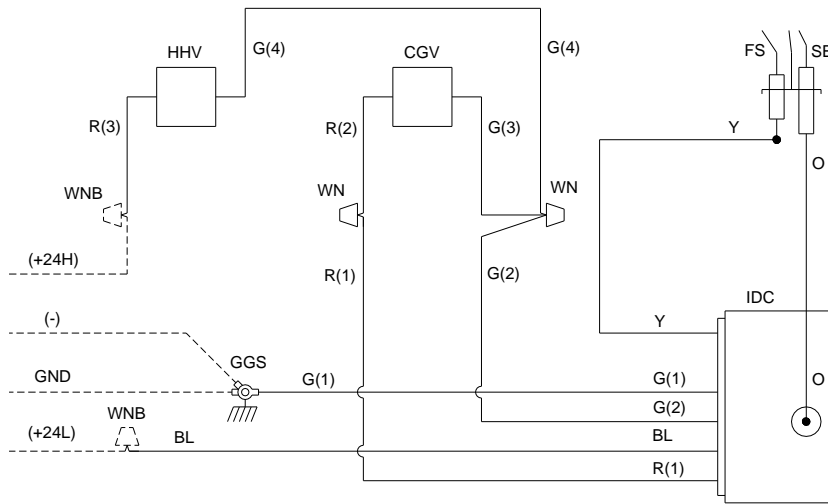 HHV
G(4)
CGV
G(4)
FS
SE
R(3)
R(2)
G(3)
Y
O
WNB
WN
WN
(+24H)
R(1)
G(2)
IDC
(-)
Y
GGS
GND
G(1)
G(1)
O
WNB
G(2)
(+24L)
BL
BL
R(1)